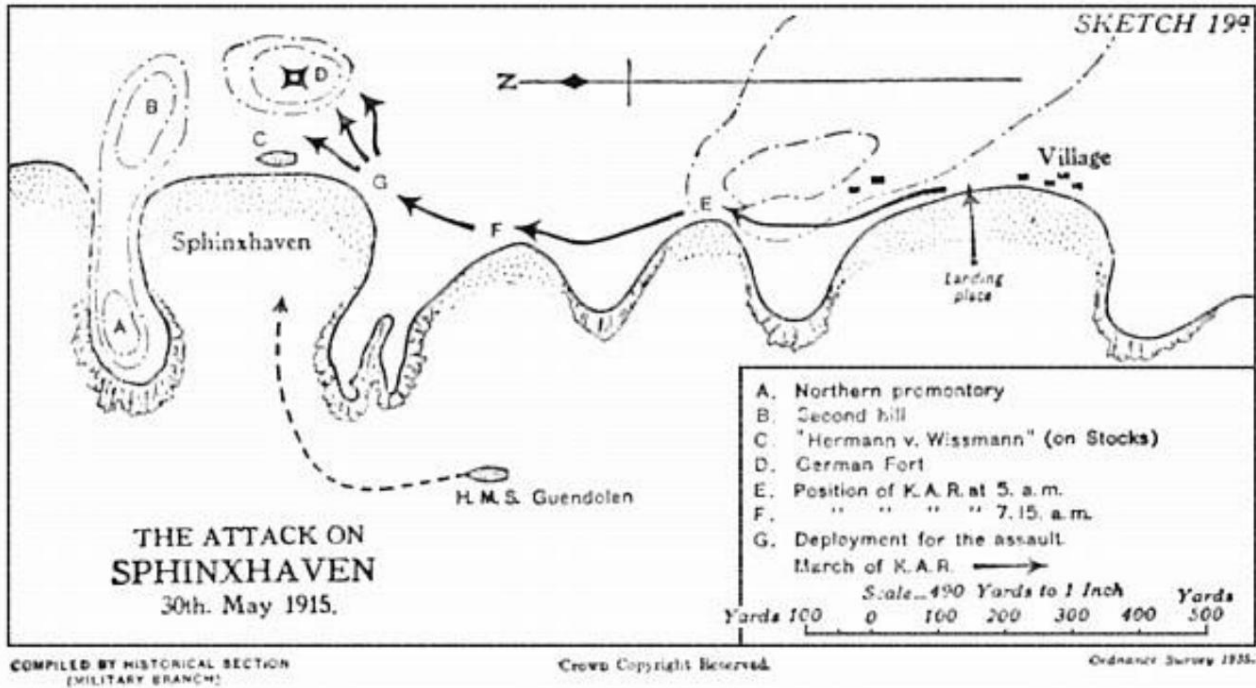 SKETCH 19a
N
B
D
C
G
Village
E
F
Sphinxhaven
Landing
place
A
H.M.S. Guendolen
THE ATTACK ON
SPHINXHAVEN
30th. May 1915.
A. Northern promontory
B. Second hill
C. "Hermann v. Wissmann" (on Stocks)
D. German Fort
E. Position of K.A.R. at 5. a.m.
F. " " " " 7.15. a.m.
G. Deployment for the assault.
March of K.A.R.
Scale_490 Yards to 1 Inch
Yards 100 0 100 200 300 400 500 Yards
COMPILED BY HISTORICAL SECTION
(MILITARY BRANCH)
Crown Copyright Reserved.
Ordnance Survey 1935.